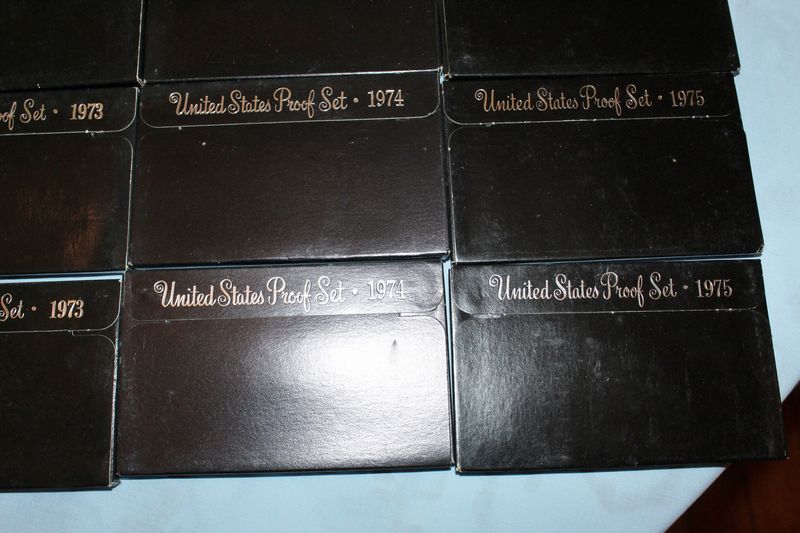 oof Set • 1973
United States Proof Set • 1974
United States Proof Set • 1975
Set • 1973
United States Proof Set • 1974
United States Proof Set • 1975